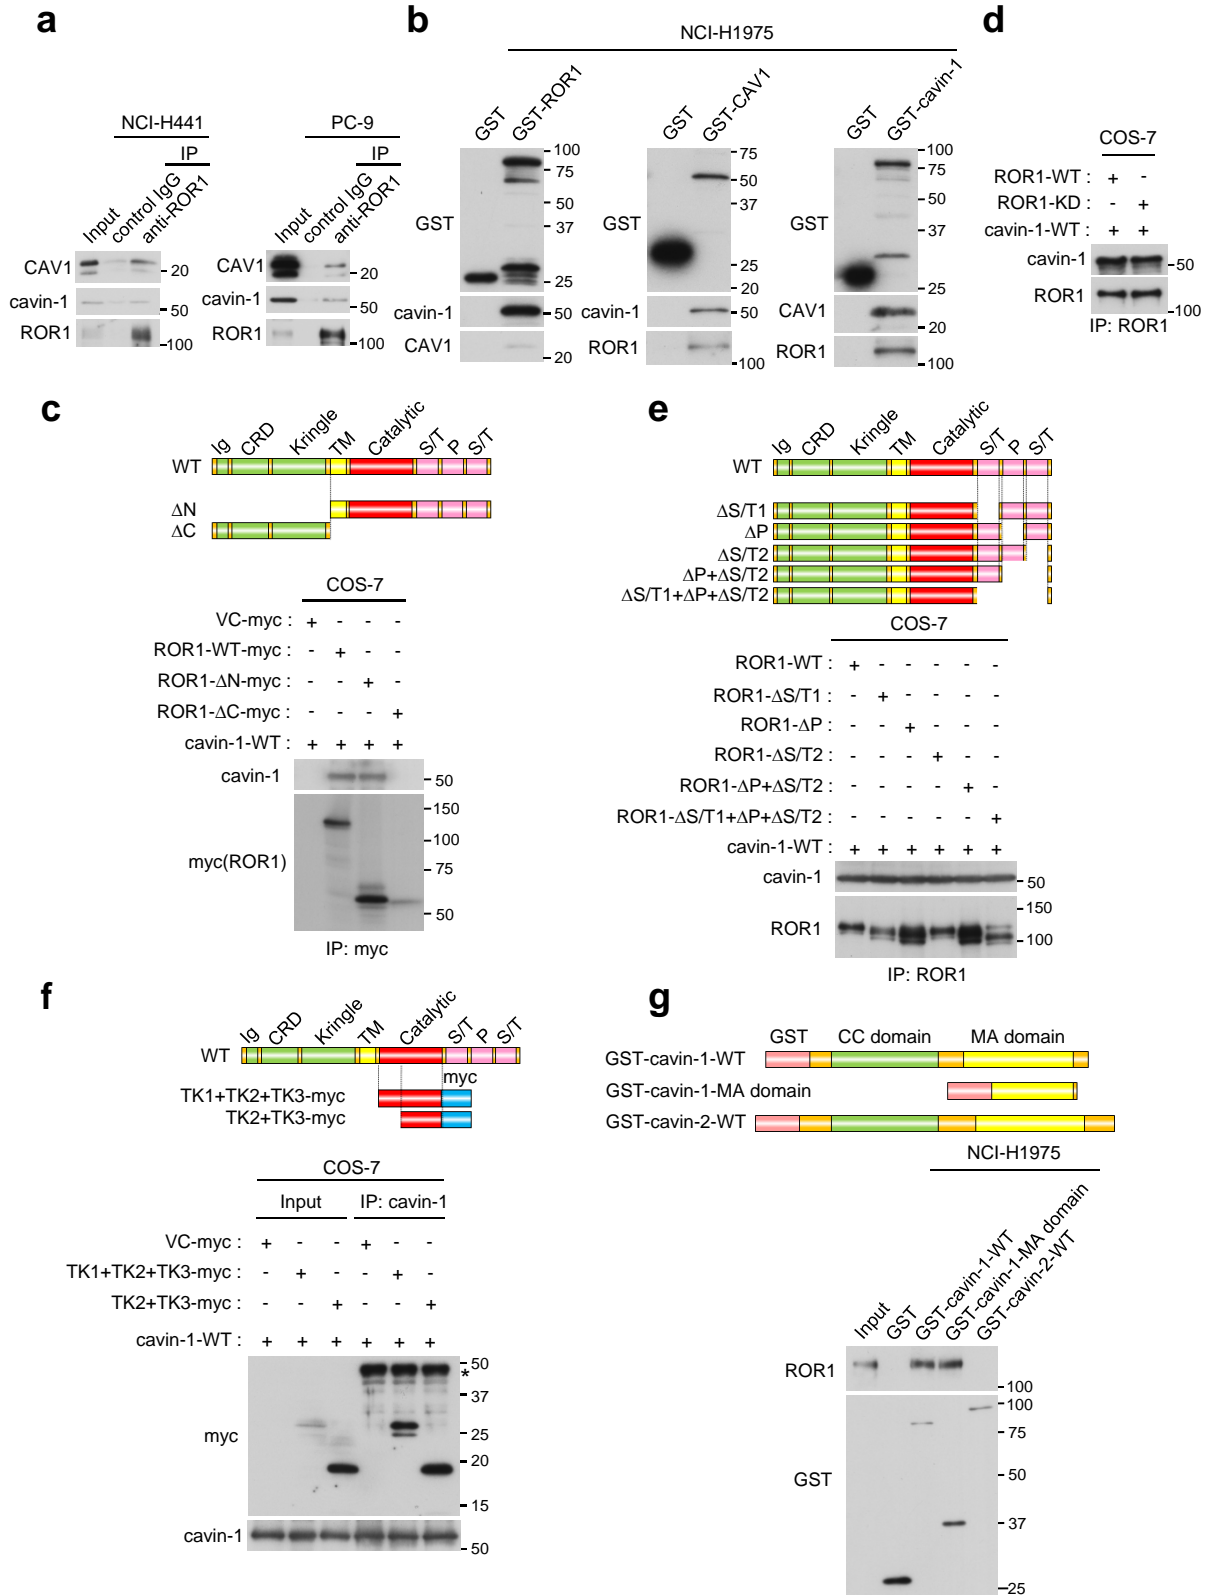 a
NCI-H441
IP
Input
control IgG
anti-ROR1
CAV1
20
cavin-1
50
ROR1
100
PC-9
IP
Input
control IgG
anti-ROR1
CAV1
20
cavin-1
50
ROR1
100
b
NCI-H1975
GST
GST-ROR1
GST
100
75
50
37
25
cavin-1
50
CAV1
20
GST
GST-CAV1
GST
75
50
37
25
20
cavin-1
50
ROR1
100
GST
GST-cavin-1
GST
100
75
50
37
25
CAV1
20
ROR1
100
d
COS-7
ROR1-WT : + -
ROR1-KD : - +
cavin-1-WT : + +
cavin-1
50
ROR1
100
IP: ROR1
c
Ig CRD Kringle TM Catalytic S/T P S/T
WT
ΔN
ΔC
COS-7
VC-myc : + - - -
ROR1-WT-myc : - + - -
ROR1-ΔN-myc : - - + -
ROR1-ΔC-myc : - - - +
cavin-1-WT : + + + +
cavin-1
50
myc(ROR1)
150
100
75
50
IP: myc
e
Ig CRD Kringle TM Catalytic S/T P S/T
WT
ΔS/T1
ΔP
ΔS/T2
ΔP+ΔS/T2
ΔS/T1+ΔP+ΔS/T2
COS-7
ROR1-WT : + - - - - -
ROR1-ΔS/T1 : - + - - - -
ROR1-ΔP : - - + - - -
ROR1-ΔS/T2 : - - - + - -
ROR1-ΔP+ΔS/T2 : - - - - + -
ROR1-ΔS/T1+ΔP+ΔS/T2 : - - - - - +
cavin-1-WT : + + + + + +
cavin-1
50
ROR1
150
100
IP: ROR1
f
Ig CRD Kringle TM Catalytic S/T P S/T
WT
myc
TK1+TK2+TK3-myc
TK2+TK3-myc
COS-7
Input IP: cavin-1
VC-myc : + - - + - -
TK1+TK2+TK3-myc : - + - - + -
TK2+TK3-myc : - - + - - +
cavin-1-WT : + + + + + +
myc
50
*
37
25
20
15
cavin-1
50
g
GST CC domain MA domain
GST-cavin-1-WT
GST-cavin-1-MA domain
GST-cavin-2-WT
NCI-H1975
Input
GST
GST-cavin-1-WT
GST-cavin-1-MA domain
GST-cavin-2-WT
ROR1
100
GST
100
75
50
37
25